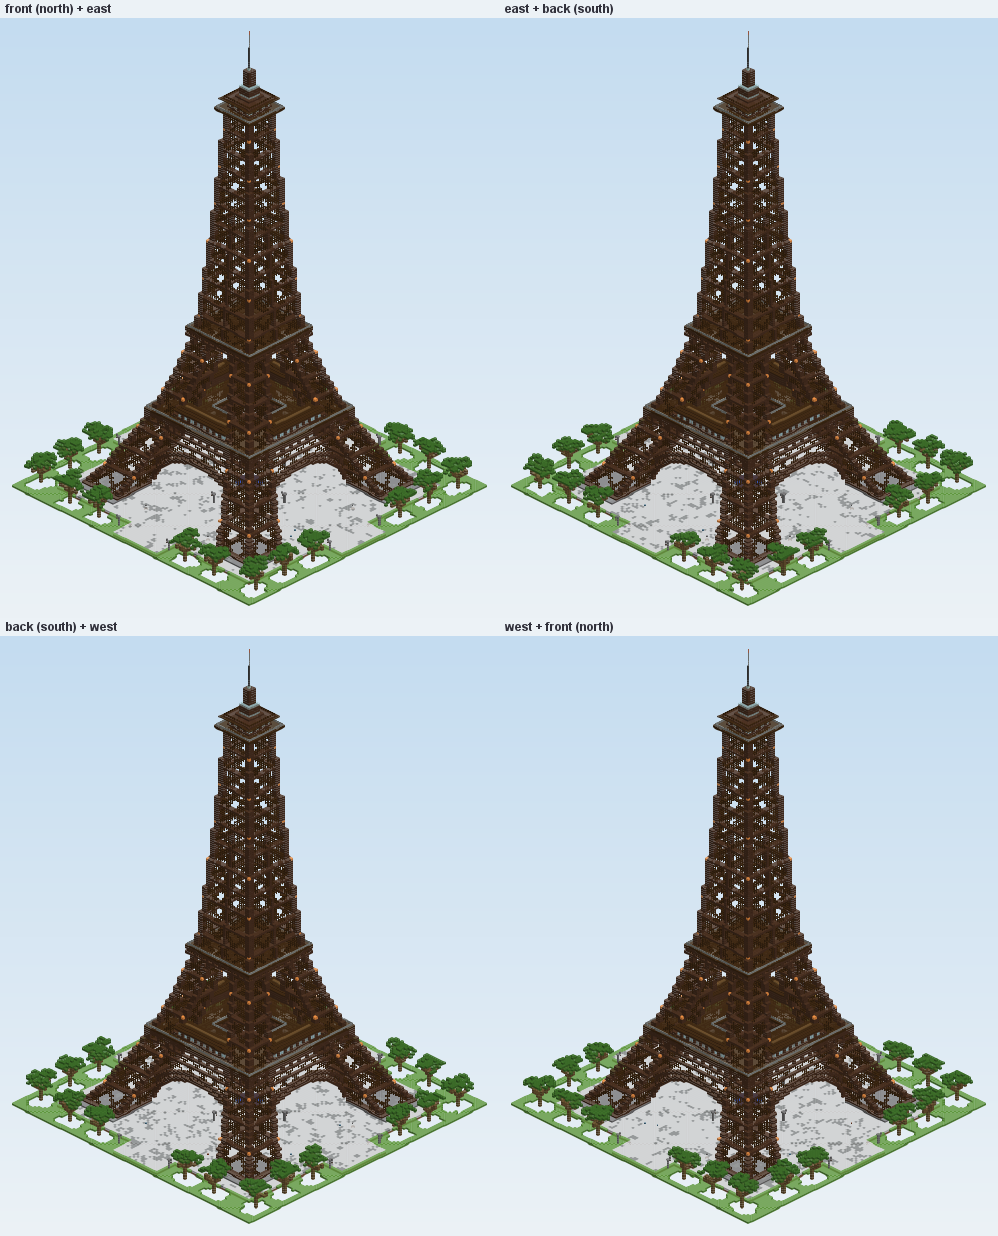 front (north) + east
east + back (south)
back (south) + west
west + front (north)